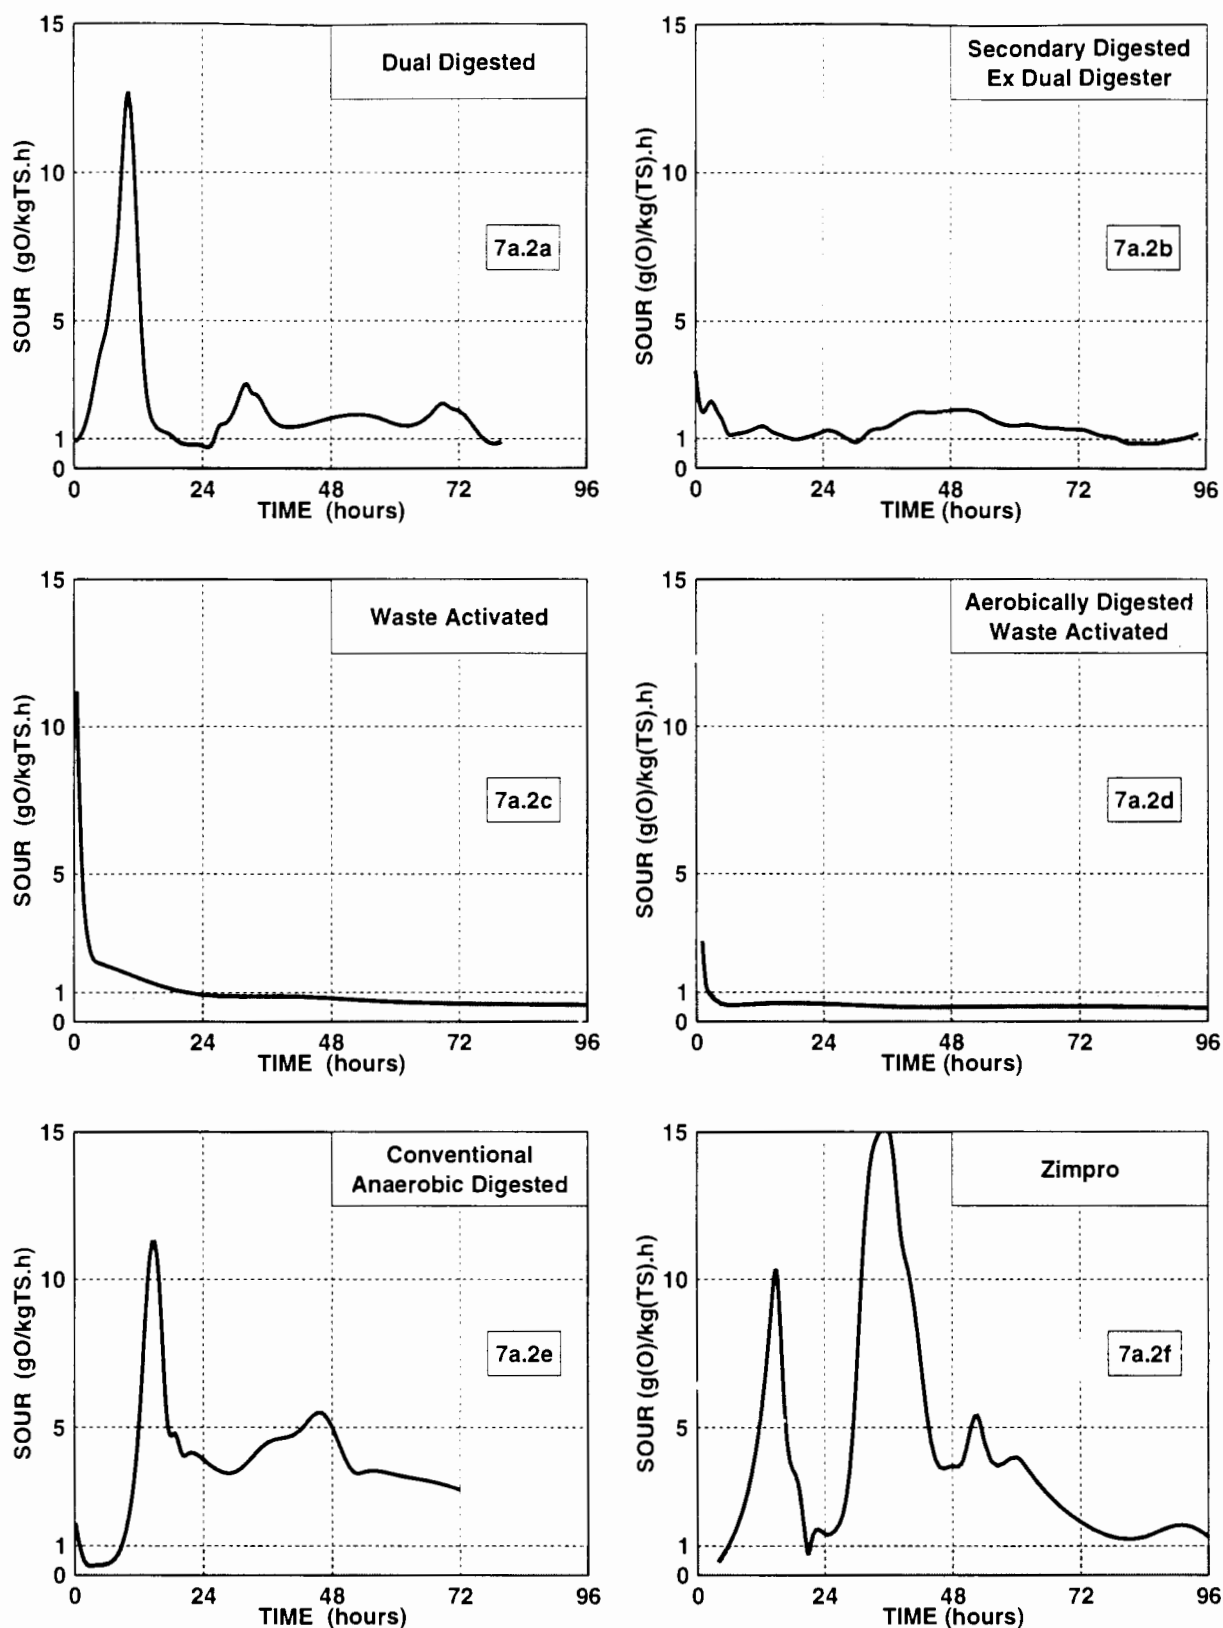 15
Dual Digested
10
7a.2a
5
1
0
SOUR (gO/kgTS.h)
0 24 48 72 96
TIME (hours)
15
Secondary Digested
Ex Dual Digester
10
7a.2b
5
1
0
SOUR (g(O)/kg(TS).h)
0 24 48 72 96
TIME (hours)
15
Waste Activated
10
7a.2c
5
1
0
SOUR (gO/kgTS.h)
0 24 48 72 96
TIME (hours)
15
Aerobically Digested
Waste Activated
10
7a.2d
5
1
0
SOUR (g(O)/kg(TS).h)
0 24 48 72 96
TIME (hours)
15
Conventional
Anaerobic Digested
10
7a.2e
5
1
0
SOUR (gO/kgTS.h)
0 24 48 72 96
TIME (hours)
15
Zimpro
10
7a.2f
5
1
0
SOUR (g(O)/kg(TS).h)
0 24 48 72 96
TIME (hours)